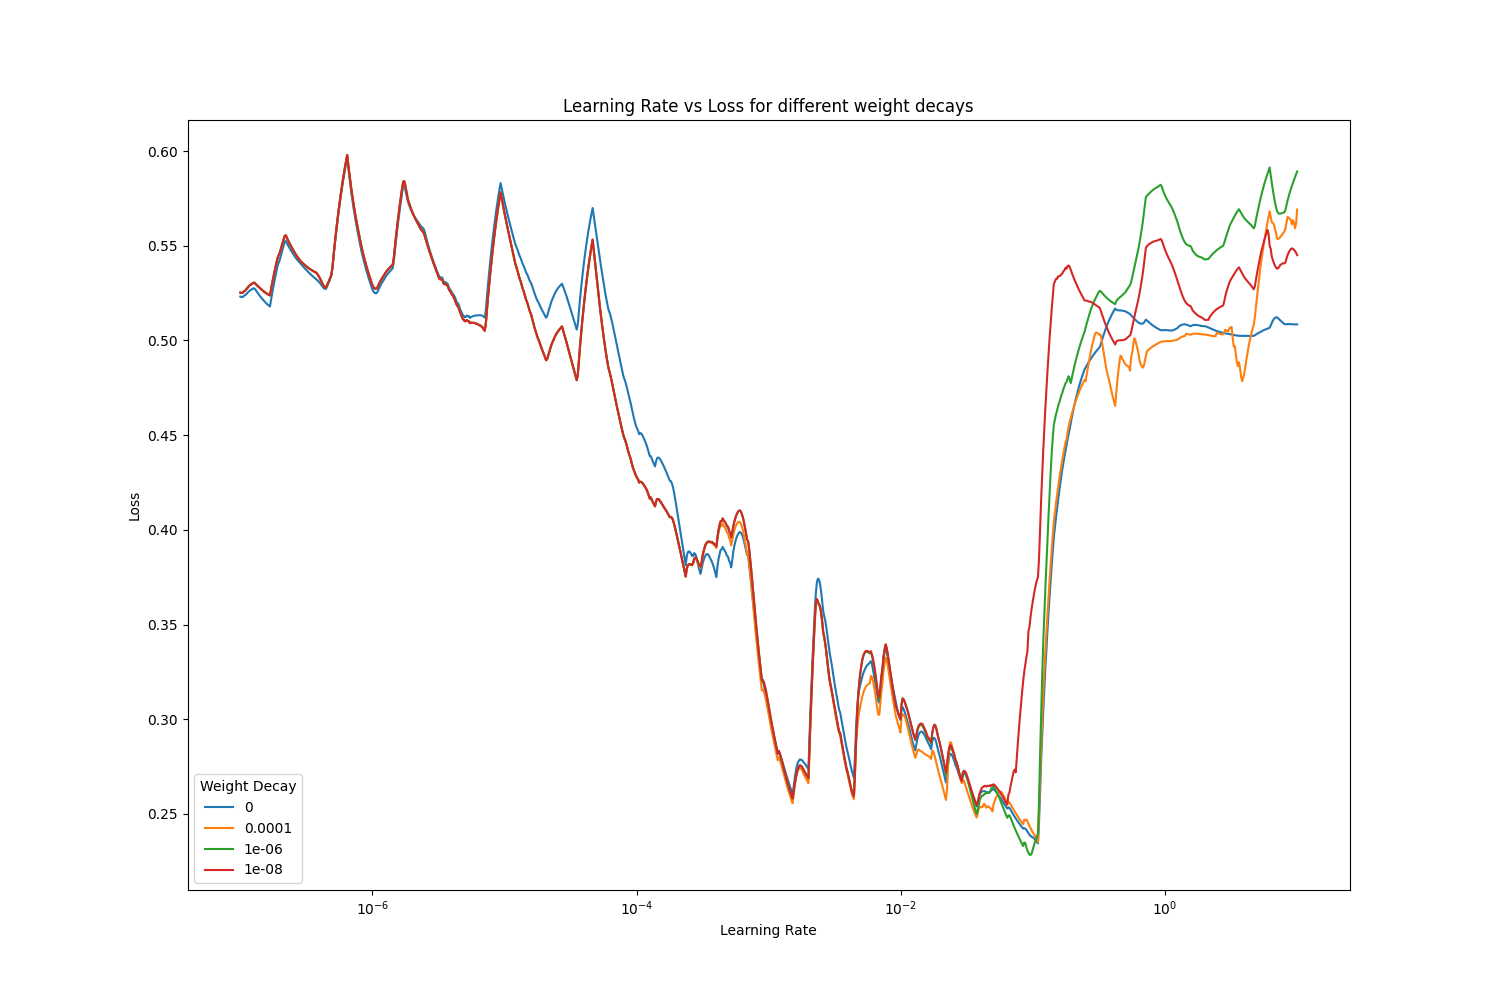 Learning Rate vs Loss for different weight decays
0.60
0.55
0.50
0.45
0.40
0.35
0.30
0.25
Loss
Weight Decay
0
0.0001
1e-06
1e-08
10⁻⁶
10⁻⁴
10⁻²
10⁰
Learning Rate